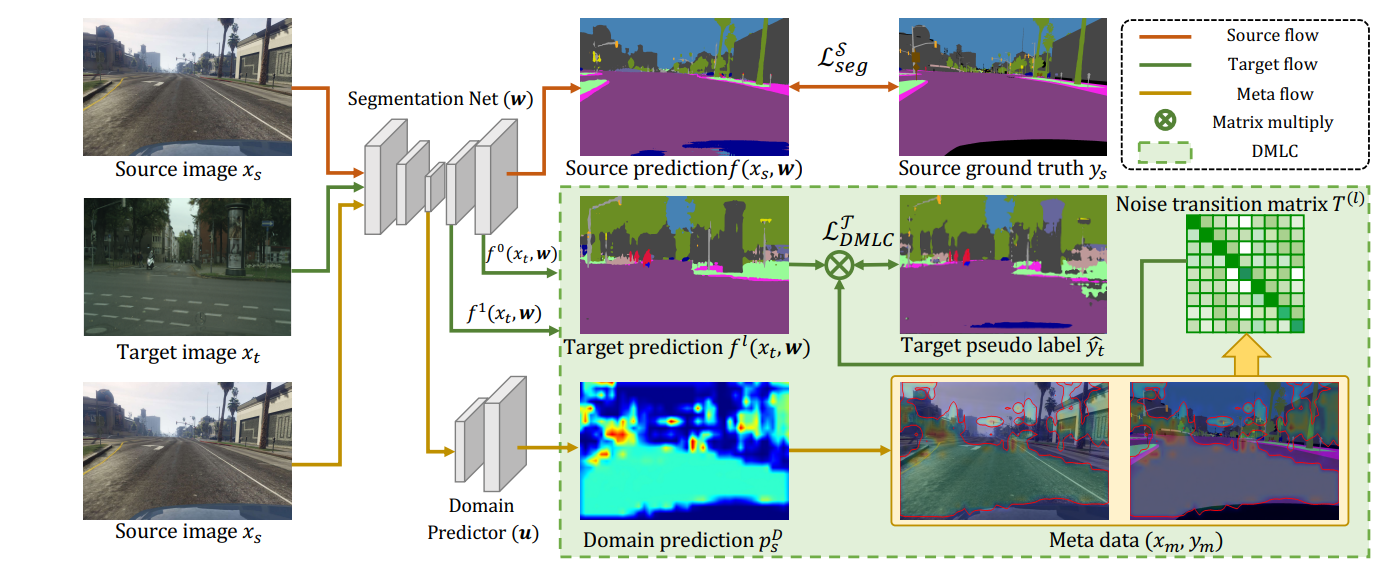 Source flow
Target flow
Meta flow
Matrix multiply
DMLC
Segmentation Net (𝒘)
ℒ^S_seg
Source image x_s
Source prediction f(x_s, 𝒘)
Source ground truth y_s
Noise transition matrix T^(l)
f^0(x_t, 𝒘)
ℒ^T_DMLC
f^1(x_t, 𝒘)
Target image x_t
Target prediction f^l(x_t, 𝒘)
Target pseudo label ŷ_t
Domain
Predictor (𝒖)
Source image x_s
Domain prediction p^D_s
Meta data (x_m, y_m)